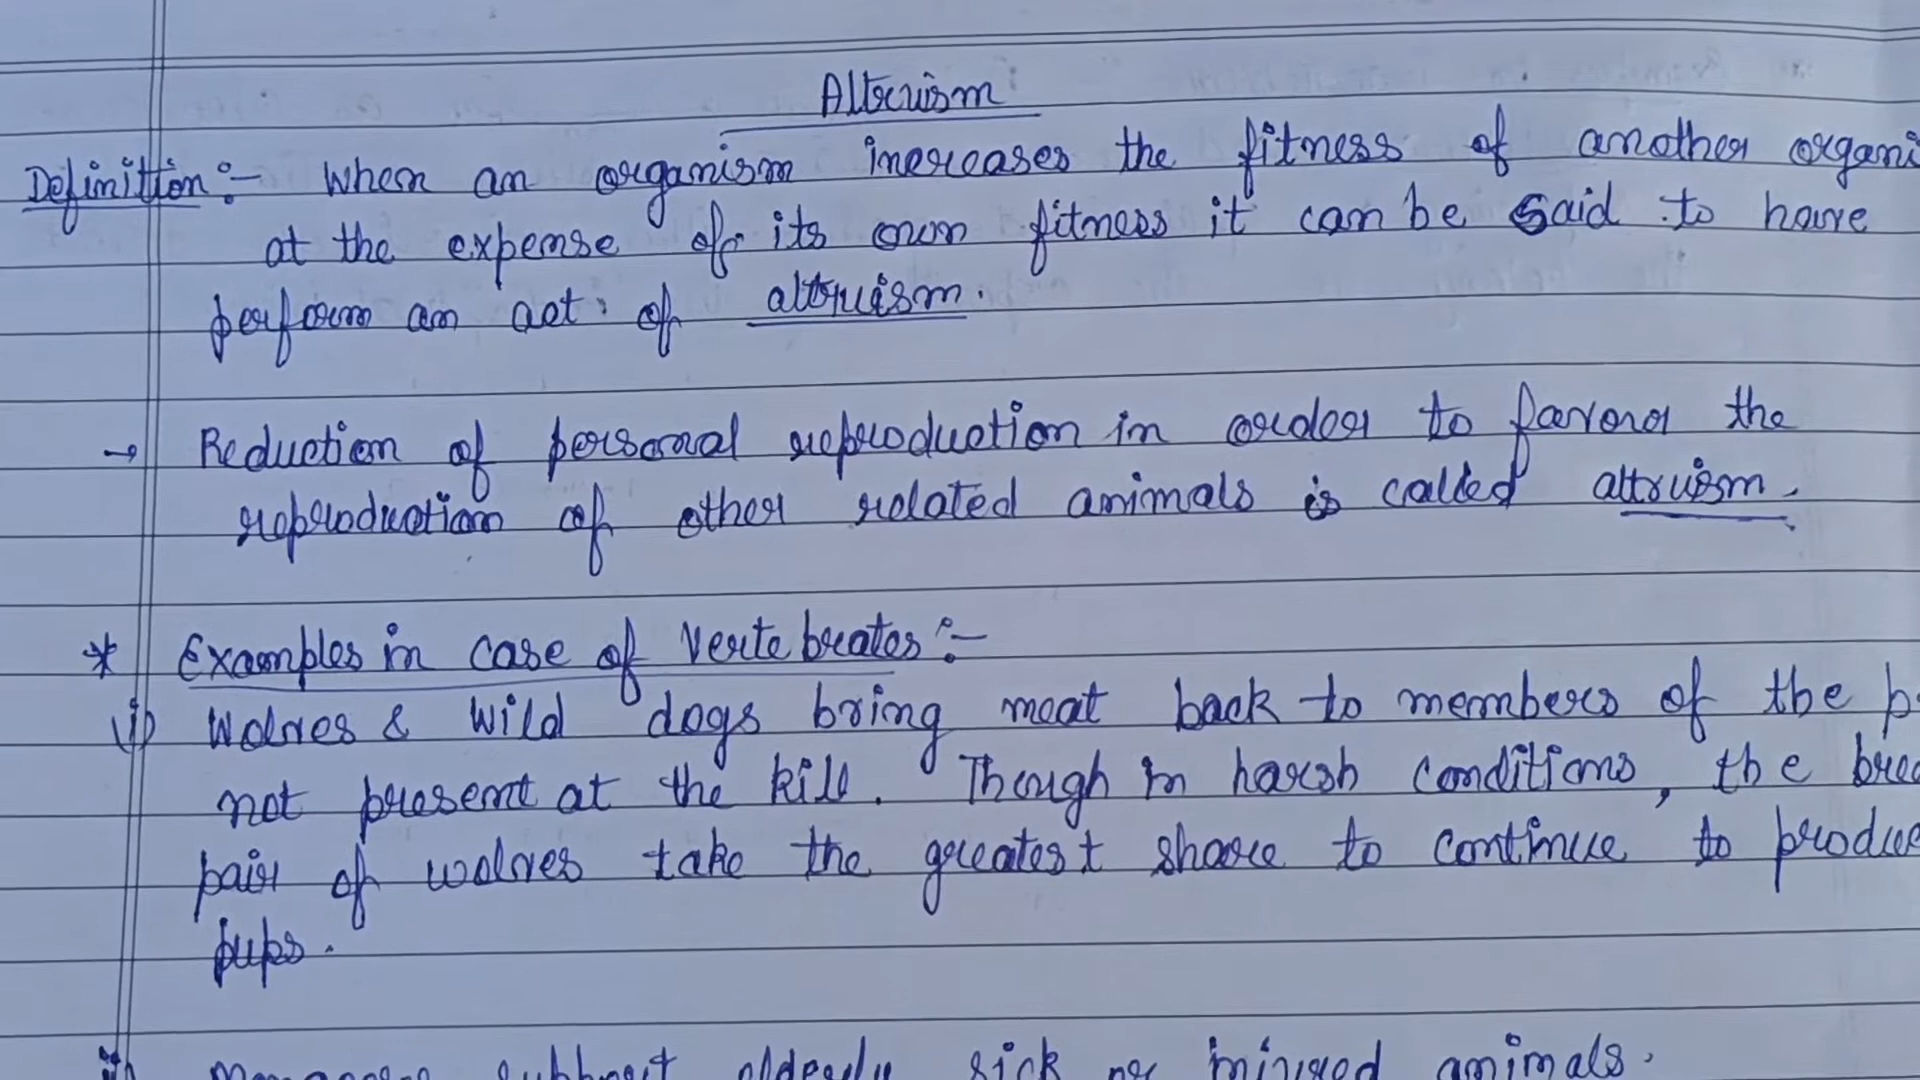 Altruism
Definition :- When an organism increases the fitness of another organi
at the expense of its own fitness it can be said to have
perform an act of altruism.
→ Reduction of personal reproduction in order to favour the
reproduction of other related animals is called altruism.
* Examples in case of Vertebrates :-
i) Wolves & wild dogs bring meat back to members of the p
not present at the kill. Though in harsh conditions, the bree
pair of wolves take the greatest share to continue to produc
pups.
ii) support elderly sick or injured animals.